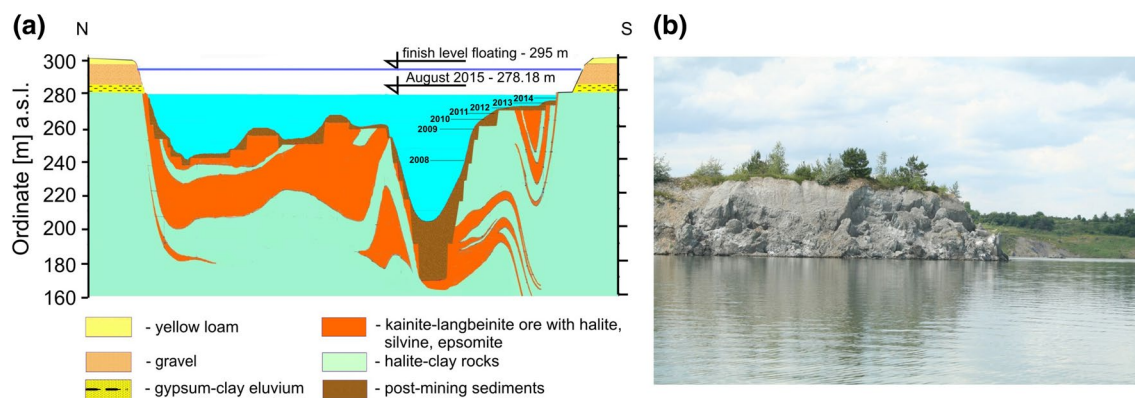 (a)
N
S
(b)
finish level floating - 295 m
August 2015 - 278.18 m
Ordinate [m] a.s.l.
300
280
260
240
220
200
180
160
2014
2013
2012
2011
2010
2009
2008
- yellow loam
- gravel
- gypsum-clay eluvium
- kainite-langbeinite ore with halite,
silvine, epsomite
- halite-clay rocks
- post-mining sediments